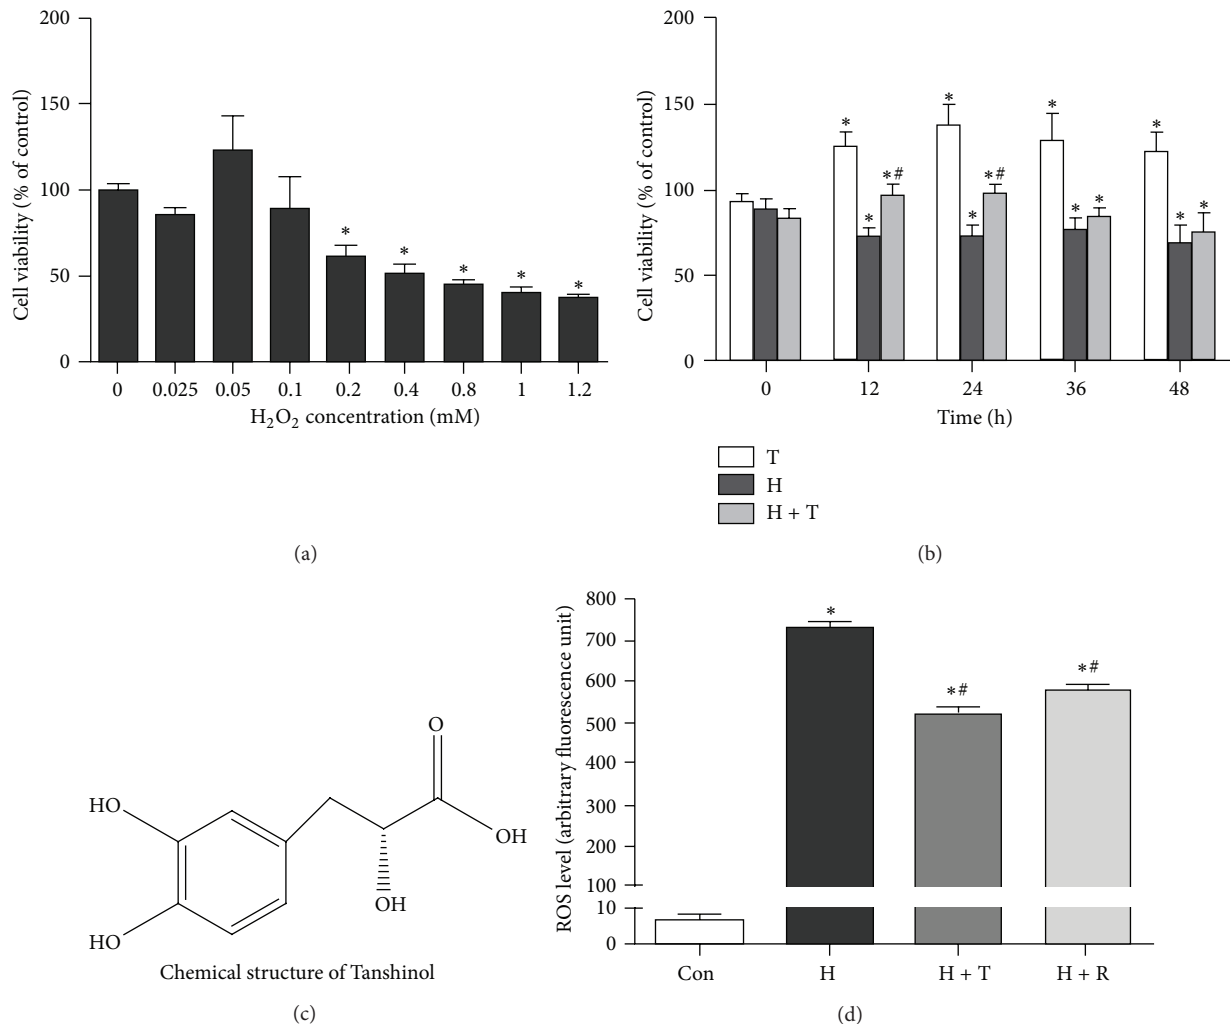 200
150
100
50
0
Cell viability (% of control)
* * * * *
0 0.025 0.05 0.1 0.2 0.4 0.8 1 1.2
H₂O₂ concentration (mM)
(a)
200
150
100
50
0
Cell viability (% of control)
* * *# * * *# * * * * * *
0 12 24 36 48
Time (h)
T
H
H + T
(b)
O
HO
OH
OH
HO
Chemical structure of Tanshinol
(c)
800
700
600
500
400
300
200
100
10
0
ROS level (arbitrary fluorescence unit)
* *# *#
Con H H + T H + R
(d)